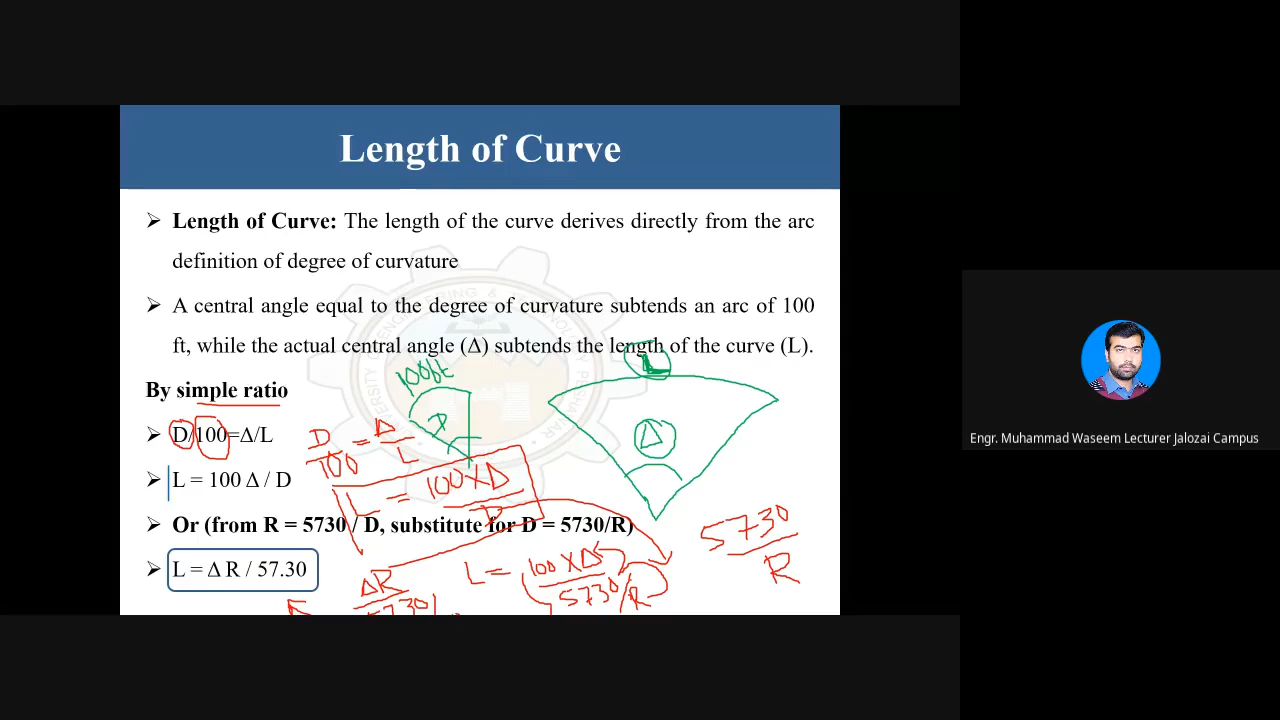 Length of Curve
➢ Length of Curve: The length of the curve derives directly from the arc
definition of degree of curvature
➢ A central angle equal to the degree of curvature subtends an arc of 100
ft, while the actual central angle (Δ) subtends the length of the curve (L).
By simple ratio
➢ D/100=Δ/L
➢ L = 100 Δ / D
➢ Or (from R = 5730 / D, substitute for D = 5730/R)
➢ L = Δ R / 57.30
100ft
D
L
Δ
D/100 = Δ/L
L = 100 X Δ / D
5730 / R
L = 100 X Δ / 5730/R
ΔR
Engr. Muhammad Waseem Lecturer Jalozai Campus